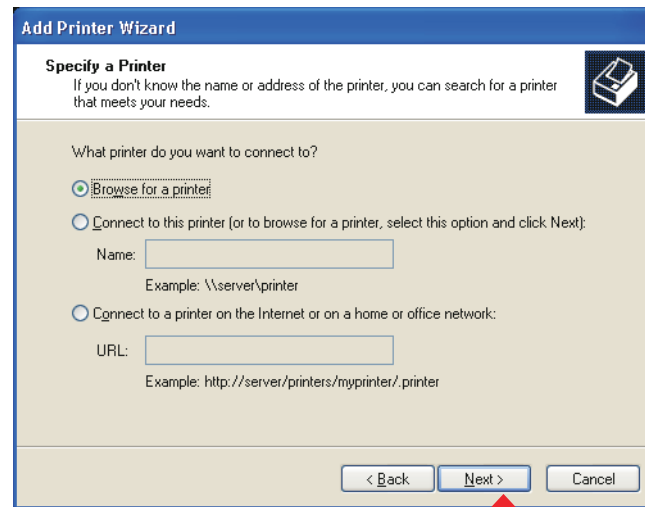 Add Printer Wizard
Specify a Printer
If you don't know the name or address of the printer, you can search for a printer
that meets your needs.
What printer do you want to connect to?
Browse for a printer
Connect to this printer (or to browse for a printer, select this option and click Next):
Name:
Example: \\server\printer
Connect to a printer on the Internet or on a home or office network:
URL:
Example: http://server/printers/myprinter/.printer
< Back Next > Cancel